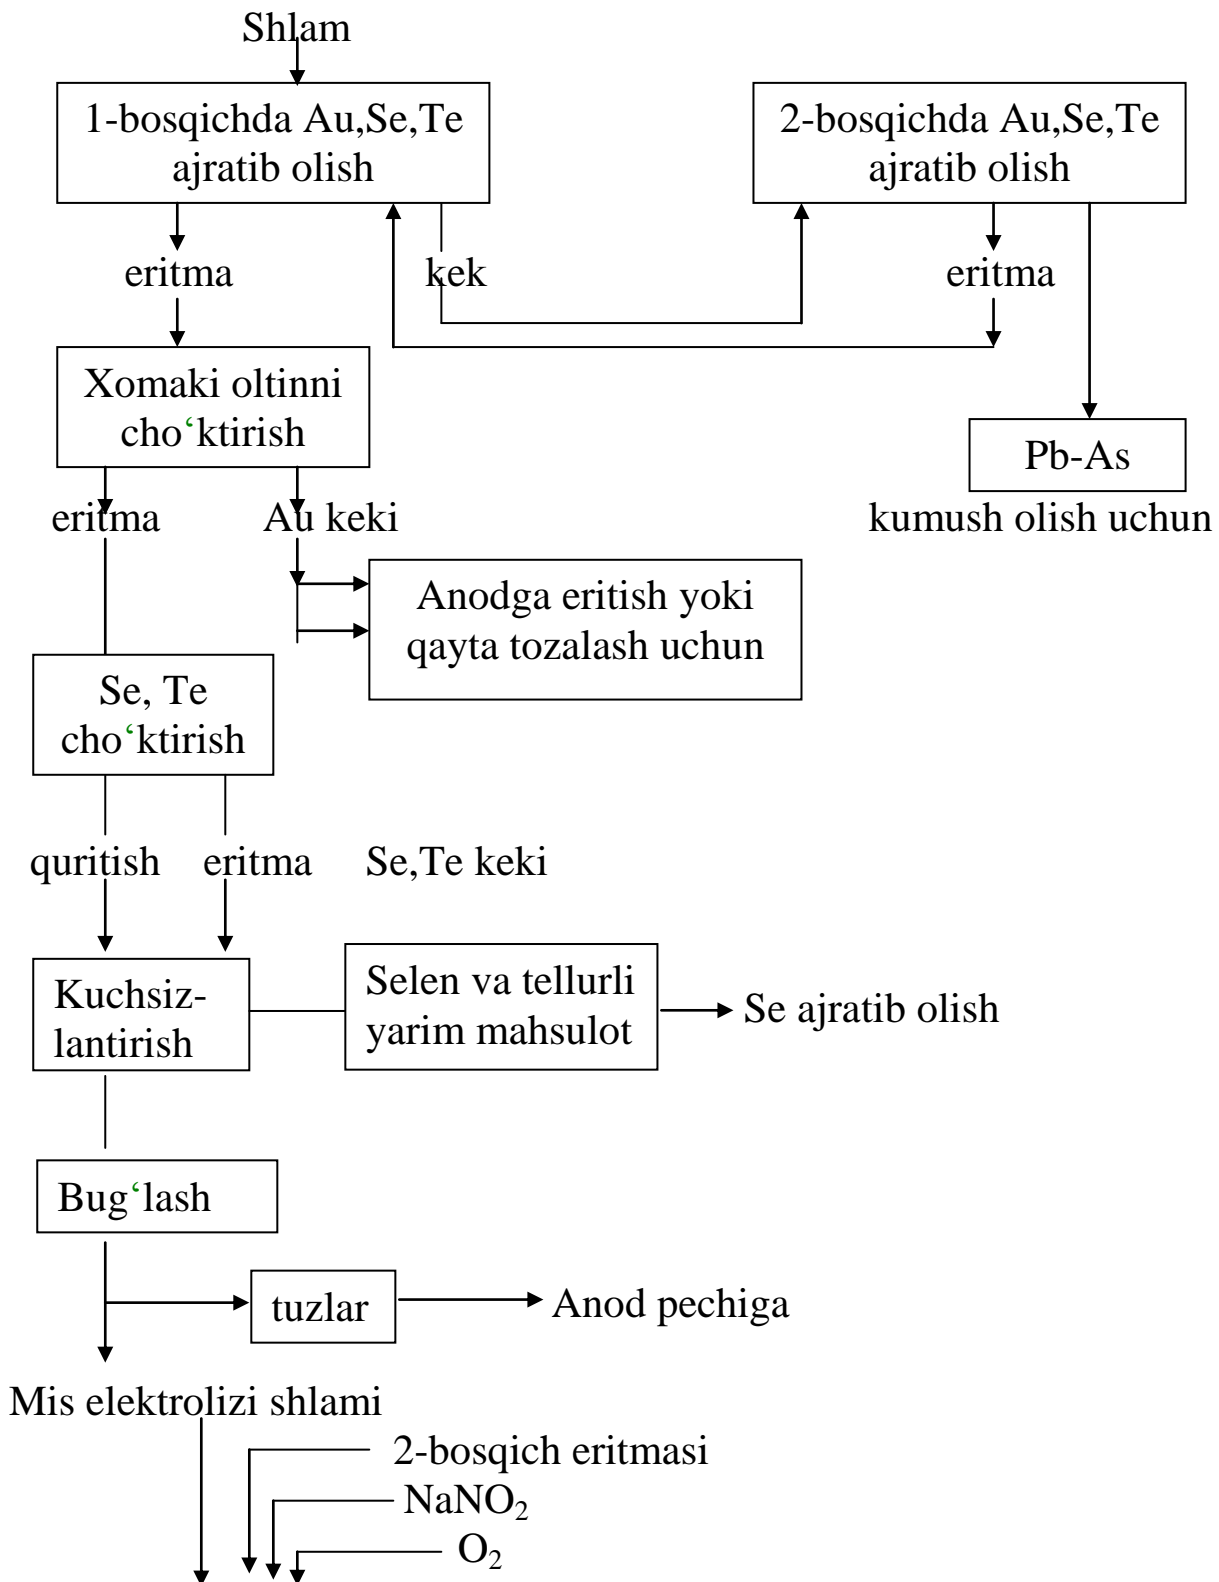 Shlam
1-bosqichda Au,Se,Te
ajratib olish
2-bosqichda Au,Se,Te
ajratib olish
eritma
kek
eritma
Xomaki oltinni
cho‘ktirish
Pb-As
eritma
Au keki
kumush olish uchun
Anodga eritish yoki
qayta tozalash uchun
Se, Te
cho‘ktirish
quritish
eritma
Se,Te keki
Kuchsiz-
lantirish
Selen va tellurli
yarim mahsulot
Se ajratib olish
Bug‘lash
tuzlar
Anod pechiga
Mis elektrolizi shlami
2-bosqich eritmasi
NaNO₂
O₂